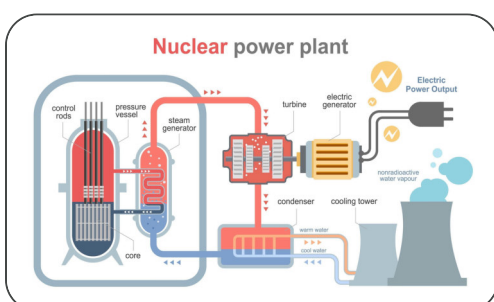 Nuclear power plant
control
rods
pressure
vessel
steam
generator
turbine
electric
generator
Electric
Power Output
nonradioactive
water vapour
condenser
cooling tower
warm water
cool water
core